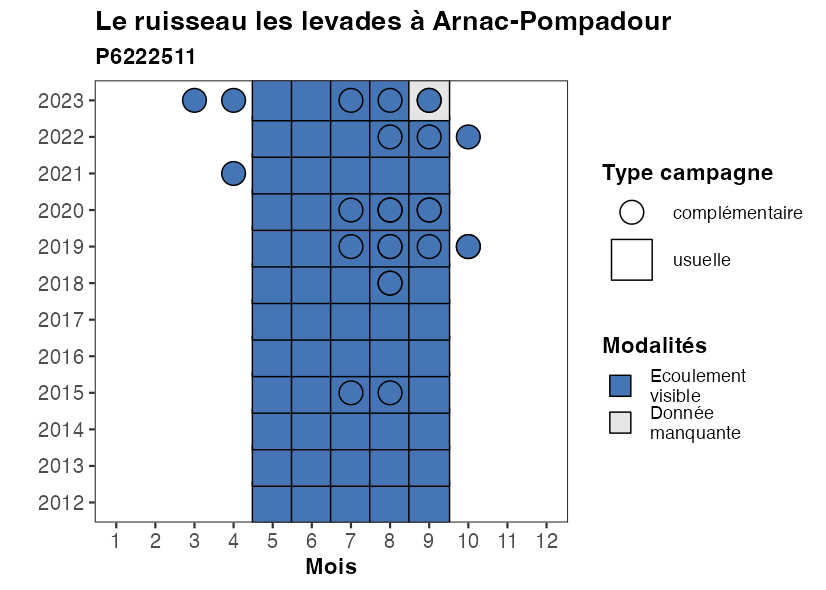 Le ruisseau les levades à Arnac-Pompadour
P6222511
2023
2022
2021
2020
2019
2018
2017
2016
2015
2014
2013
2012
1 2 3 4 5 6 7 8 9 10 11 12
Mois
Type campagne
complémentaire
usuelle
Modalités
Ecoulement
visible
Donnée
manquante